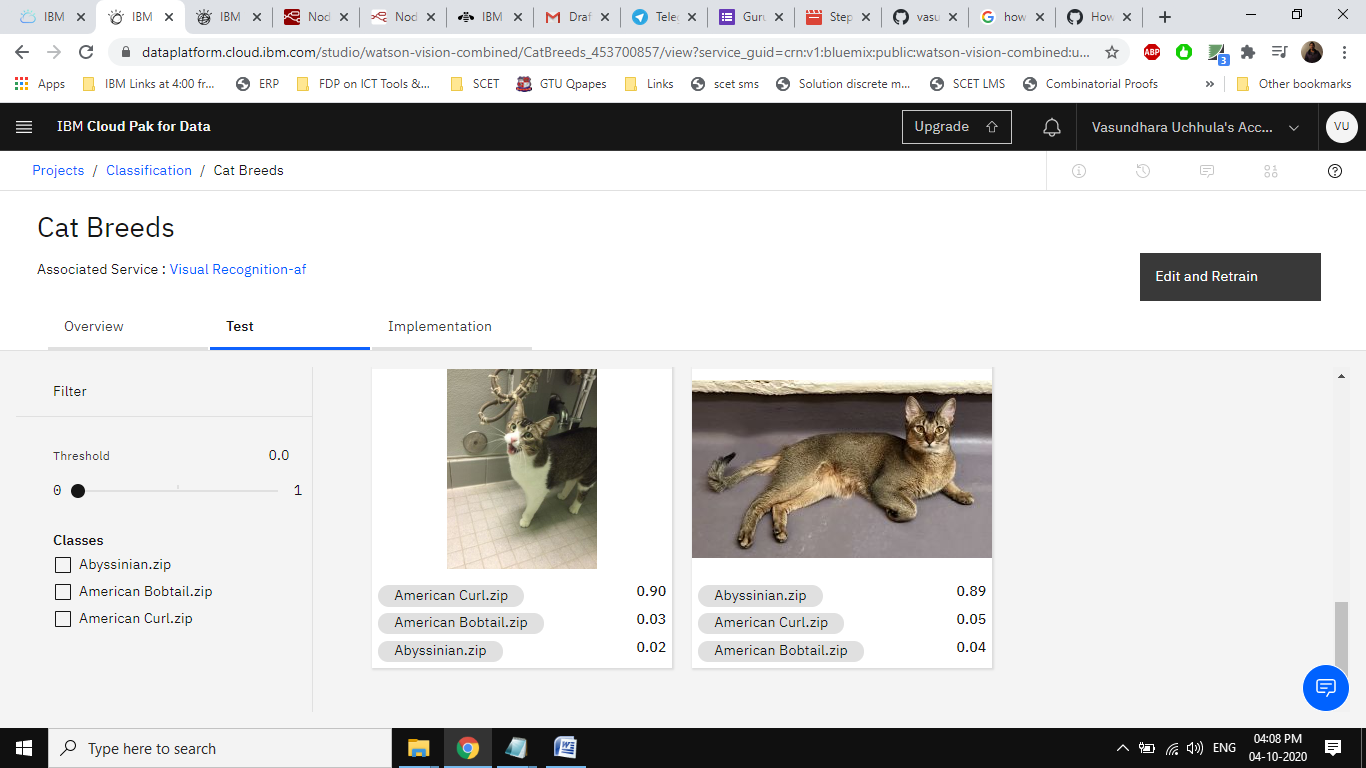 IBM IBM IBM Nod Nod IBM Draf Tele Guru Step vasu how How
dataplatform.cloud.ibm.com/studio/watson-vision-combined/CatBreeds_453700857/view?service_guid=crn:v1:bluemix:public:watson-vision-combined:u... ABP 3
Apps IBM Links at 4:00 fr... ERP FDP on ICT Tools &... SCET GTU Qpapes Links scet sms Solution discrete m... SCET LMS Combinatorial Proofs » Other bookmarks
IBM Cloud Pak for Data Upgrade Vasundhara Uchhula's Acc... VU
Projects / Classification / Cat Breeds
Cat Breeds
Associated Service : Visual Recognition-af
Edit and Retrain
Overview Test Implementation
Filter
Threshold 0.0
0 1
Classes
Abyssinian.zip
American Bobtail.zip
American Curl.zip
American Curl.zip 0.90
American Bobtail.zip 0.03
Abyssinian.zip 0.02
Abyssinian.zip 0.89
American Curl.zip 0.05
American Bobtail.zip 0.04
Type here to search
ENG
04:08 PM
04-10-2020